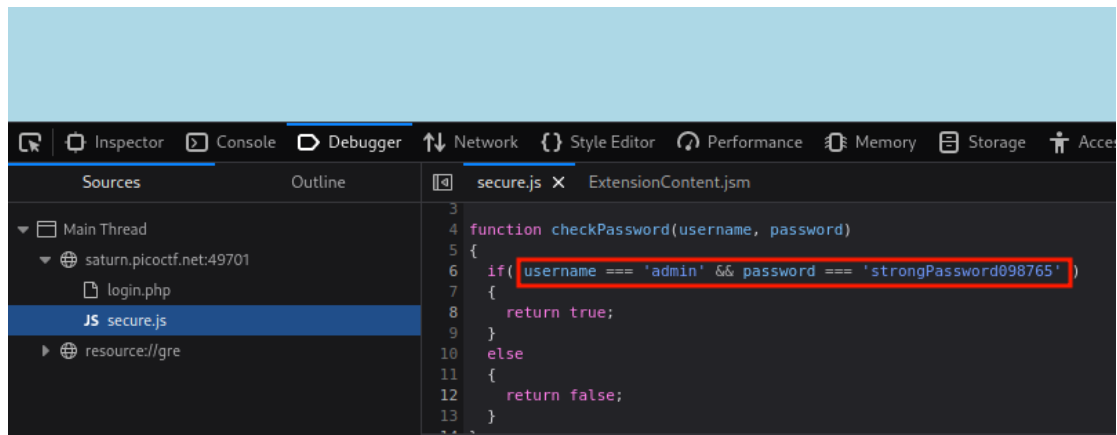 Inspector Console Debugger Network Style Editor Performance Memory Storage Acces
Sources Outline secure.js ExtensionContent.jsm
Main Thread
saturn.picoctf.net:49701
login.php
JS secure.js
resource://gre
3
4 function checkPassword(username, password)
5 {
6 if( username === 'admin' && password === 'strongPassword098765' )
7 {
8 return true;
9 }
10 else
11 {
12 return false;
13 }